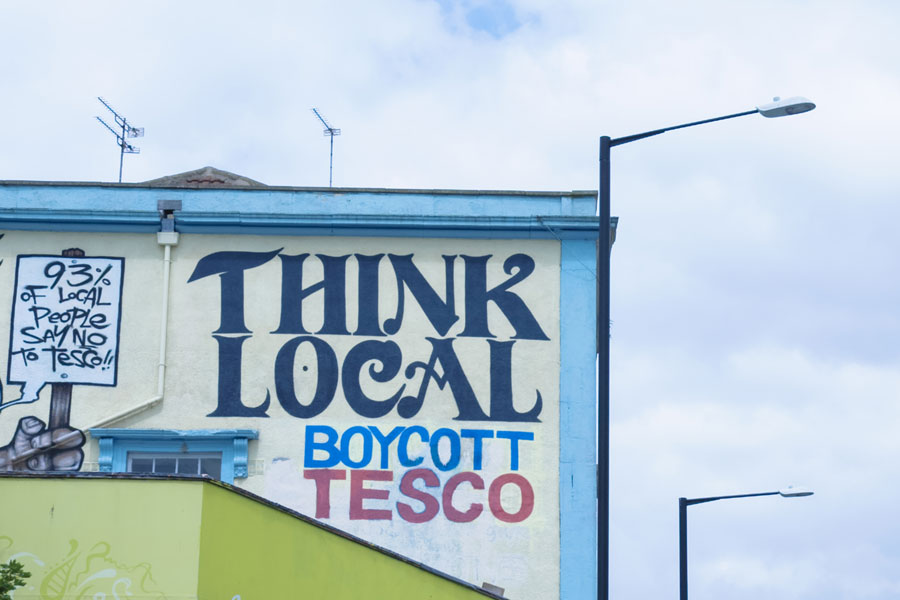 93%
OF LOCAL
PEOPLE
SAY NO
TO TESCO!!
THINK
LOCAL
BOYCOTT
TESCO